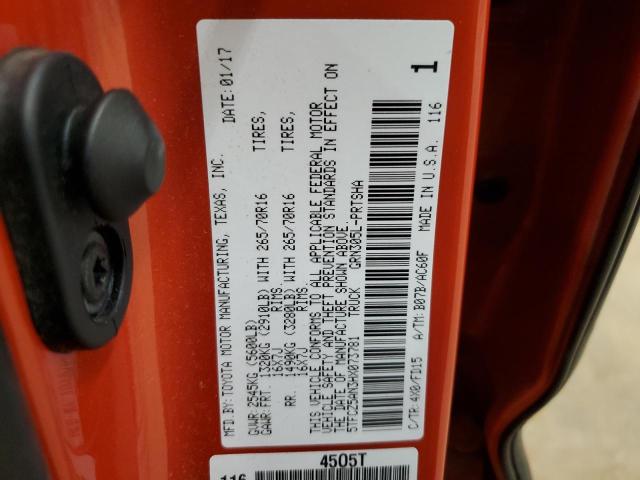 MFD.BY:TOYOTA MOTOR MANUFACTURING, TEXAS, INC. DATE: 01/17
GVWR: 2545KG (5600LB)
GAWR:FRT. 1320KG (2910LB) WITH 265/70R16 TIRES,
16X7J RIMS.
RR. 1490KG (3280LB) WITH 265/70R16 TIRES,
16X7J RIMS.
THIS VEHICLE CONFORMS TO ALL APPLICABLE FEDERAL MOTOR
VEHICLE SAFETY AND THEFT PREVENTION STANDARDS IN EFFECT ON
THE DATE OF MANUFACTURE SHOWN ABOVE.
5TFCZ5AN3HX073781 TRUCK GRN305L-PRTSHA
C/TR: 4X0/FD15 A/TM: B07B/AC60F MADE IN U.S.A. 116
1
4505T
116